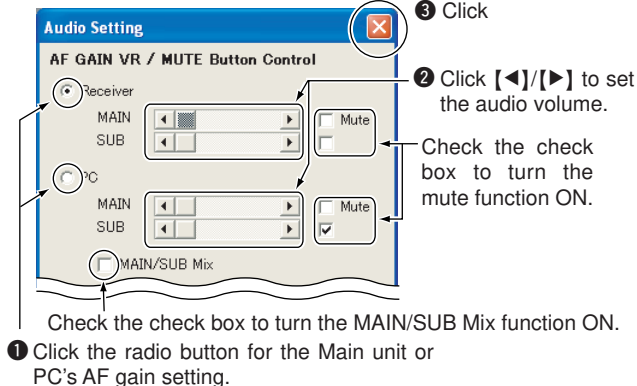 ❸ Click
Audio Setting
AF GAIN VR / MUTE Button Control
Receiver
MAIN
Mute
SUB
❷ Click 【◄】/【►】 to set
the audio volume.
Check the check
box to turn the
mute function ON.
PC
MAIN
Mute
SUB
MAIN/SUB Mix
Check the check box to turn the MAIN/SUB Mix function ON.
❶ Click the radio button for the Main unit or
PC's AF gain setting.